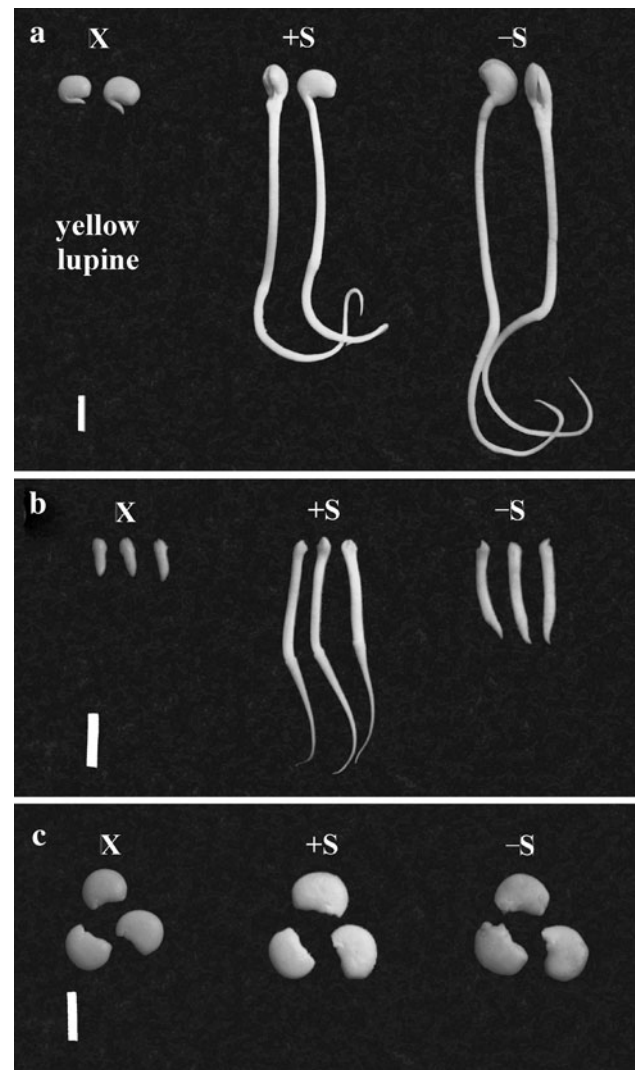 a X +S –S
yellow
lupine
b X +S –S
c X +S –S